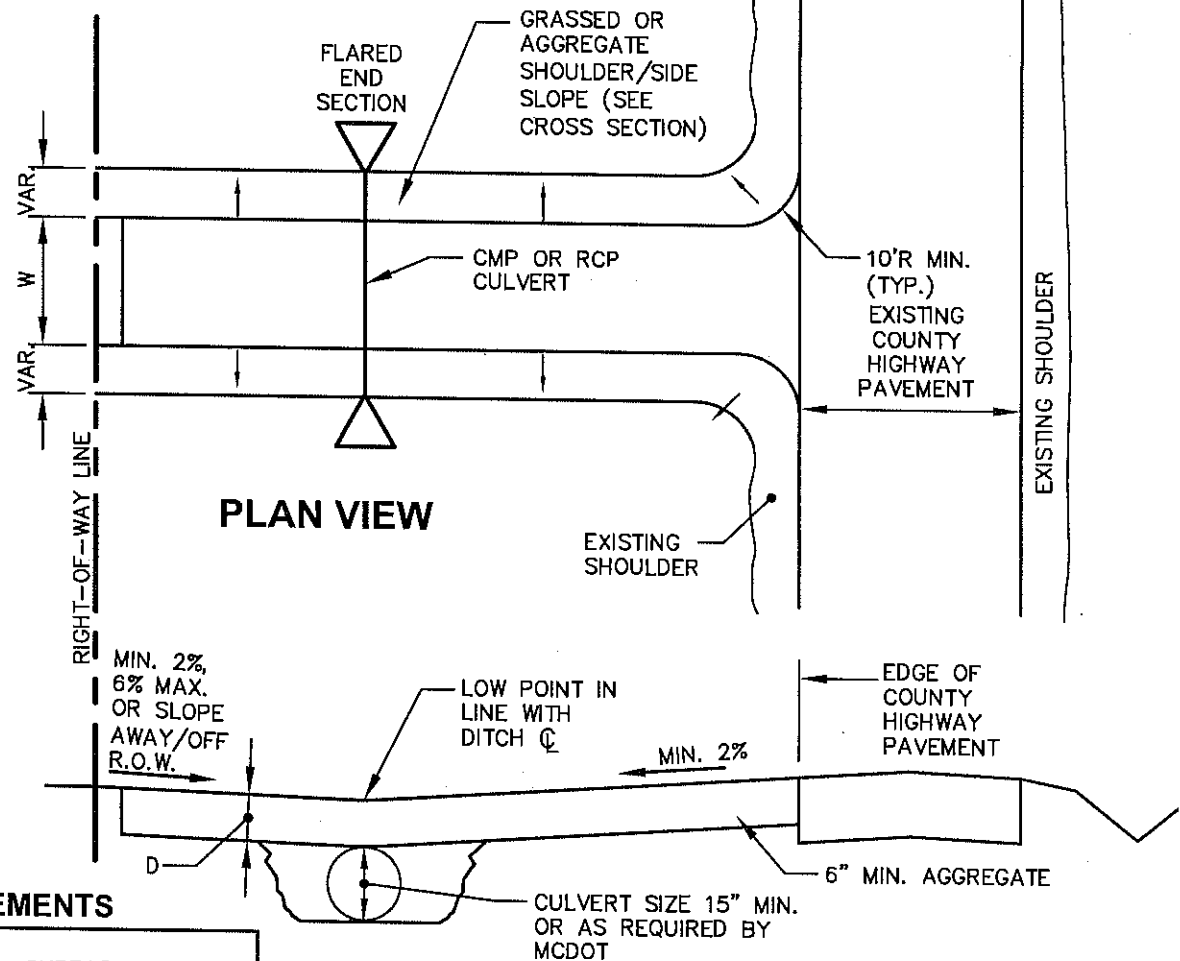 GRASSED OR
AGGREGATE
SHOULDER/SIDE
SLOPE (SEE
CROSS SECTION)
FLARED
END
SECTION
VAR.
W
VAR.
CMP OR RCP
CULVERT
10'R MIN.
(TYP.)
EXISTING
COUNTY
HIGHWAY
PAVEMENT
EXISTING SHOULDER
RIGHT-OF-WAY LINE
PLAN VIEW
EXISTING
SHOULDER
MIN. 2%,
6% MAX.
OR SLOPE
AWAY/OFF
R.O.W.
LOW POINT IN
LINE WITH
DITCH ℄
MIN. 2%
EDGE OF
COUNTY
HIGHWAY
PAVEMENT
D
6" MIN. AGGREGATE
CULVERT SIZE 15" MIN.
OR AS REQUIRED BY
MCDOT
EMENTS